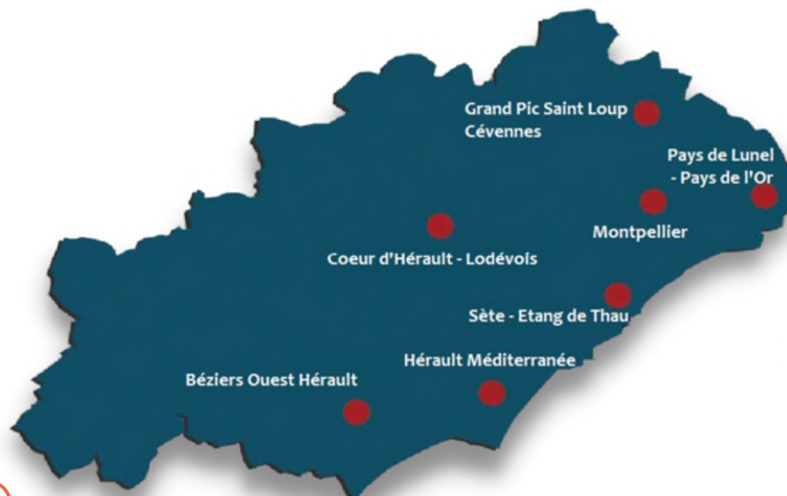 Grand Pic Saint Loup
Cévennes
Pays de Lunel
- Pays de l'Or
Montpellier
Coeur d'Hérault - Lodévois
Sète - Etang de Thau
Hérault Méditerranée
Béziers Ouest Hérault